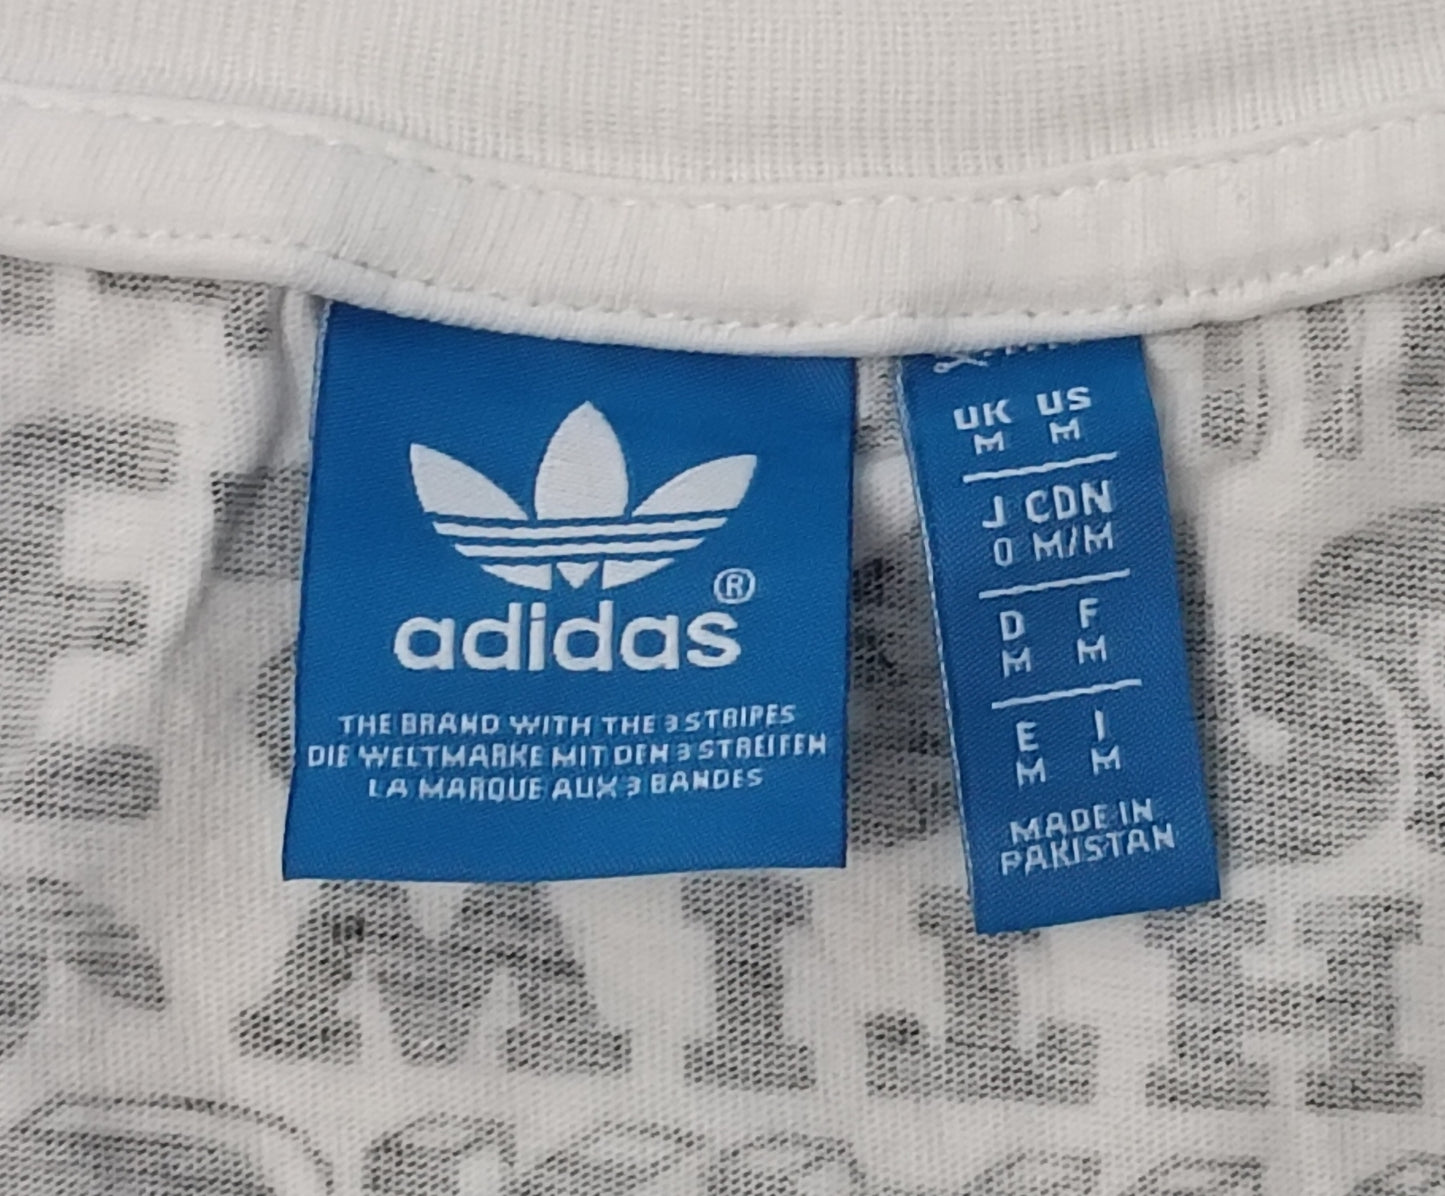 adidas®
THE BRAND WITH THE 3 STRIPES
DIE WELTMARKE MIT DEN 3 STREIFEN
LA MARQUE AUX 3 BANDES
UK US
M M
J CDN
O M/M
D F
M M
E I
M M
MADE IN
PAKISTAN